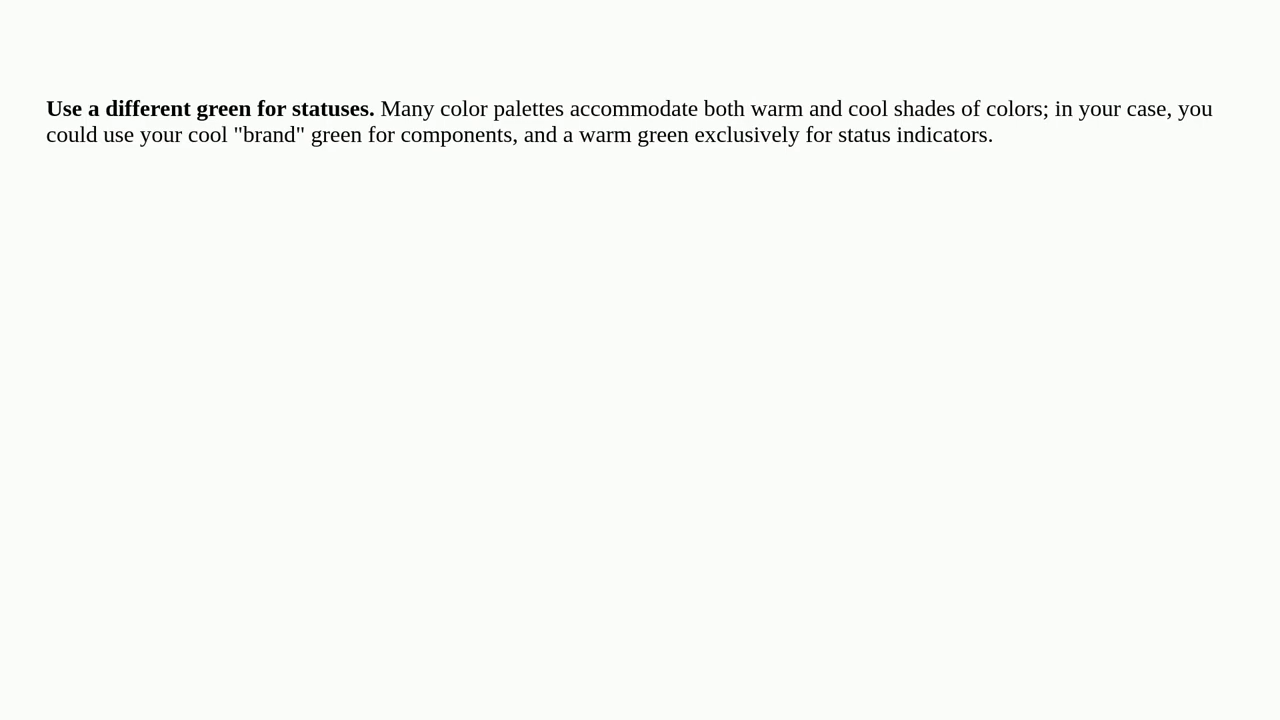 Use a different green for statuses. Many color palettes accommodate both warm and cool shades of colors; in your case, you
could use your cool "brand" green for components, and a warm green exclusively for status indicators.